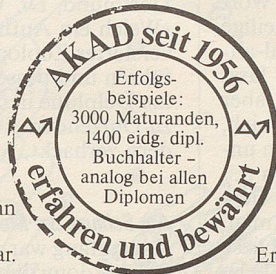 AKAD seit 1956
Erfolgs-
beispiele:
3000 Maturanden,
1400 eidg. dipl.
Buchhalter –
analog bei allen
Diplomen
erfahren und bewährt